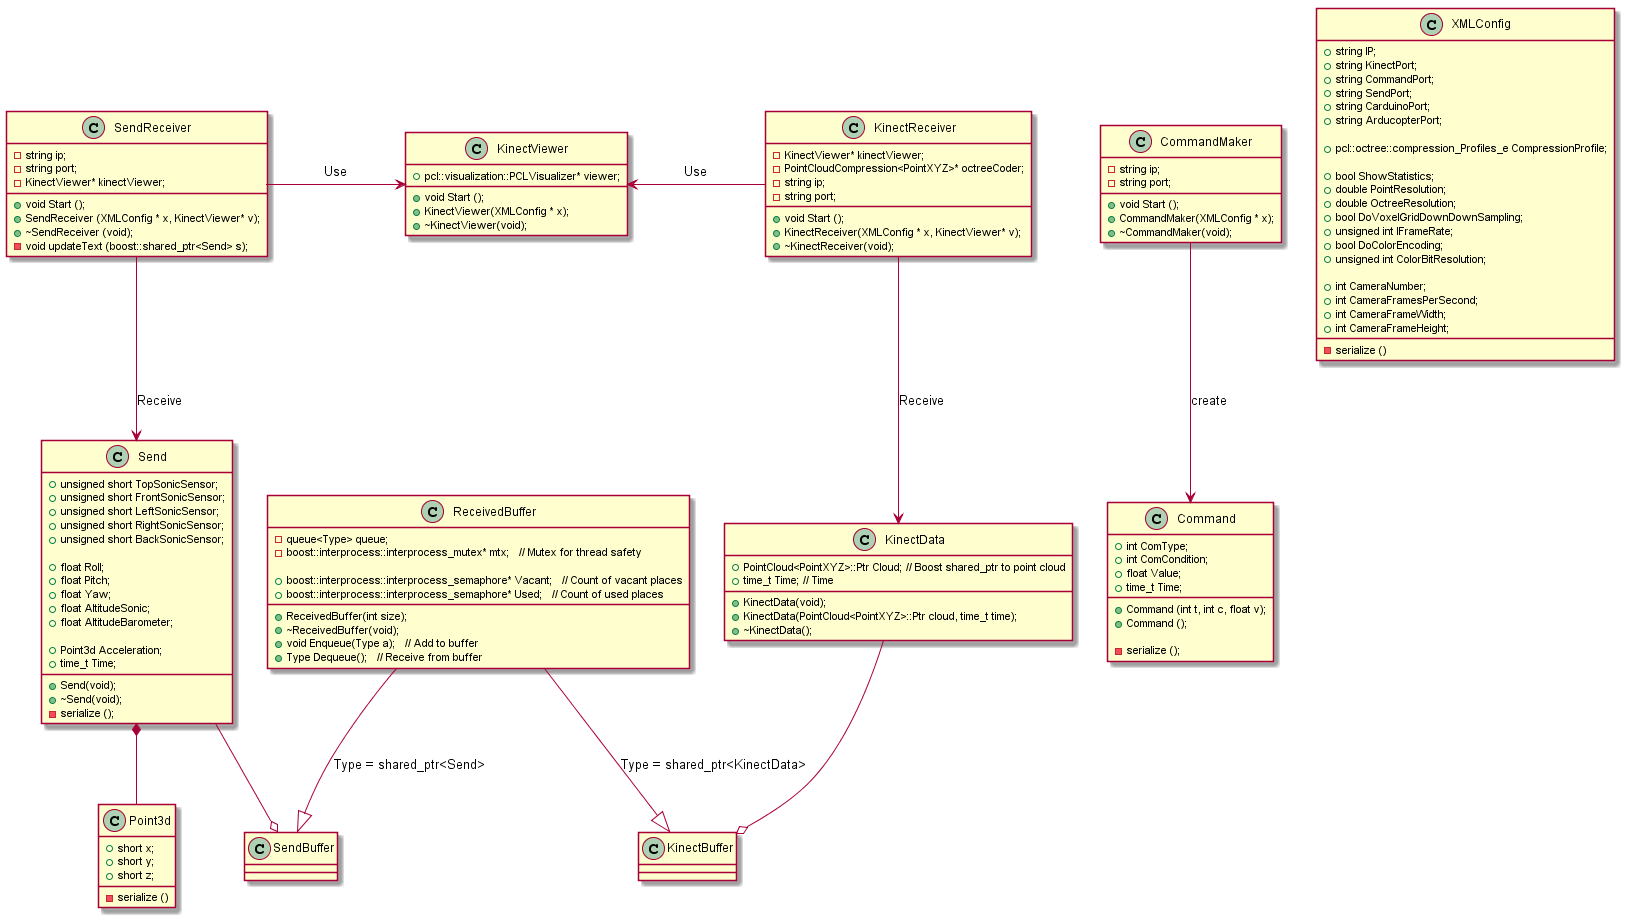 XMLConfig
string IP;
string KinectPort;
string CommandPort;
string SendPort;
string CarduinoPort;
string ArducopterPort;
pcl::octree::compression_Profiles_e CompressionProfile;
bool ShowStatistics;
double PointResolution;
double OctreeResolution;
bool DoVoxelGridDownDownSampling;
unsigned int IFrameRate;
bool DoColorEncoding;
unsigned int ColorBitResolution;
int CameraNumber;
int CameraFramesPerSecond;
int CameraFrameWidth;
int CameraFrameHeight;
serialize ()
SendReceiver
string ip;
string port;
KinectViewer* kinectViewer;
void Start ();
SendReceiver (XMLConfig * x, KinectViewer* v);
~SendReceiver (void);
void updateText (boost::shared_ptr<Send> s);
Use
KinectViewer
pcl::visualization::PCLVisualizer* viewer;
void Start ();
KinectViewer(XMLConfig * x);
~KinectViewer(void);
Use
KinectReceiver
KinectViewer* kinectViewer;
PointCloudCompression<PointXYZ>* octreeCoder;
string ip;
string port;
void Start ();
KinectReceiver(XMLConfig * x, KinectViewer* v);
~KinectReceiver(void);
CommandMaker
string ip;
string port;
void Start ();
CommandMaker(XMLConfig * x);
~CommandMaker(void);
Receive
Receive
create
Send
unsigned short TopSonicSensor;
unsigned short FrontSonicSensor;
unsigned short LeftSonicSensor;
unsigned short RightSonicSensor;
unsigned short BackSonicSensor;
float Roll;
float Pitch;
float Yaw;
float AltitudeSonic;
float AltitudeBarometer;
Point3d Acceleration;
time_t Time;
Send(void);
~Send(void);
serialize ();
ReceivedBuffer
queue<Type> queue;
boost::interprocess::interprocess_mutex* mtx; // Mutex for thread safety
boost::interprocess::interprocess_semaphore* Vacant; // Count of vacant places
boost::interprocess::interprocess_semaphore* Used; // Count of used places
ReceivedBuffer(int size);
~ReceivedBuffer(void);
void Enqueue(Type a); // Add to buffer
Type Dequeue(); // Receive from buffer
KinectData
PointCloud<PointXYZ>::Ptr Cloud; // Boost shared_ptr to point cloud
time_t Time; // Time
KinectData(void);
KinectData(PointCloud<PointXYZ>::Ptr cloud, time_t time);
~KinectData();
Command
int ComType;
int ComCondition;
float Value;
time_t Time;
Command (int t, int c, float v);
Command ();
serialize ();
Type = shared_ptr<Send>
Type = shared_ptr<KinectData>
Point3d
short x;
short y;
short z;
serialize ()
SendBuffer
KinectBuffer